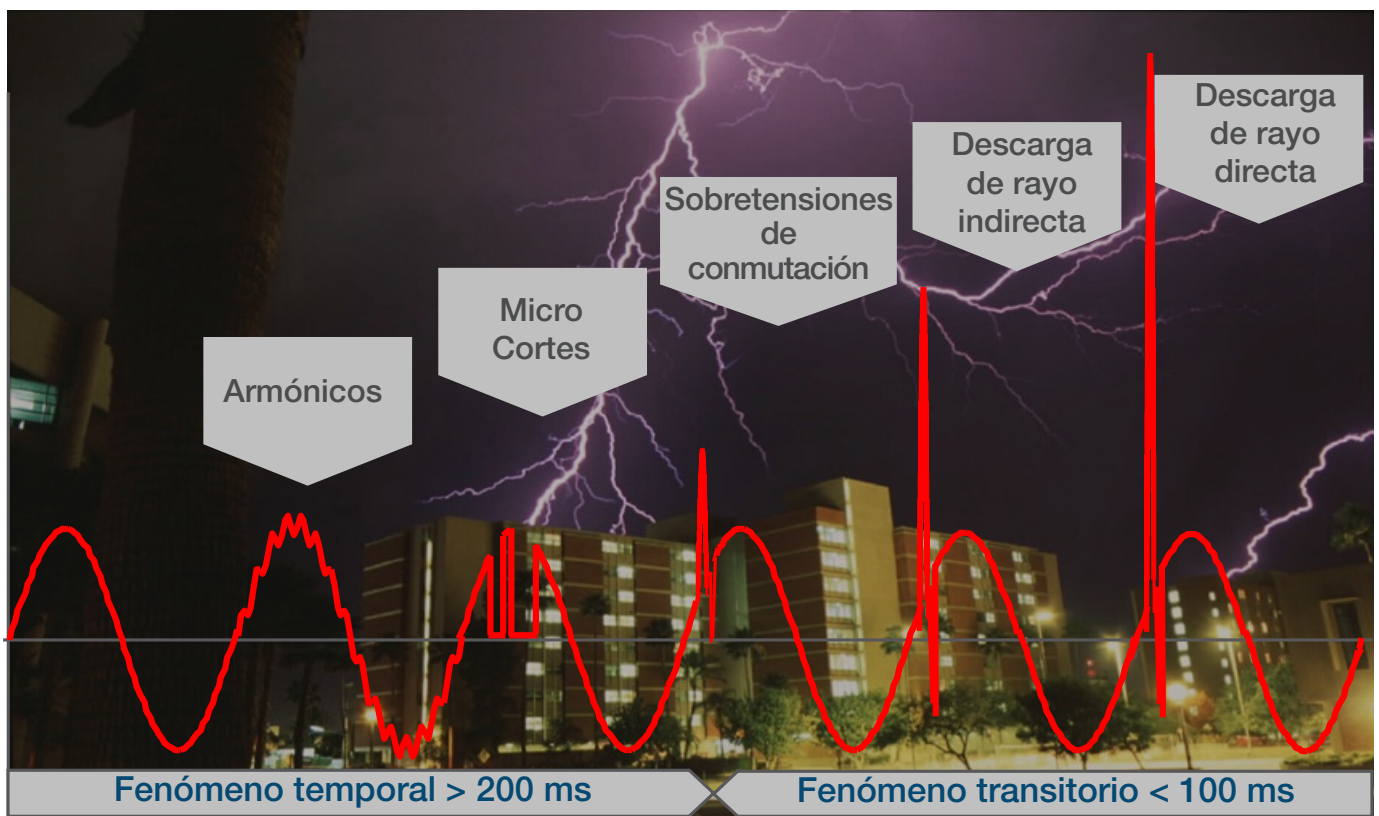 Armónicos
Micro
Cortes
Sobretensiones
de
conmutación
Descarga
de rayo
indirecta
Descarga
de rayo
directa
Fenómeno temporal > 200 ms
Fenómeno transitorio < 100 ms